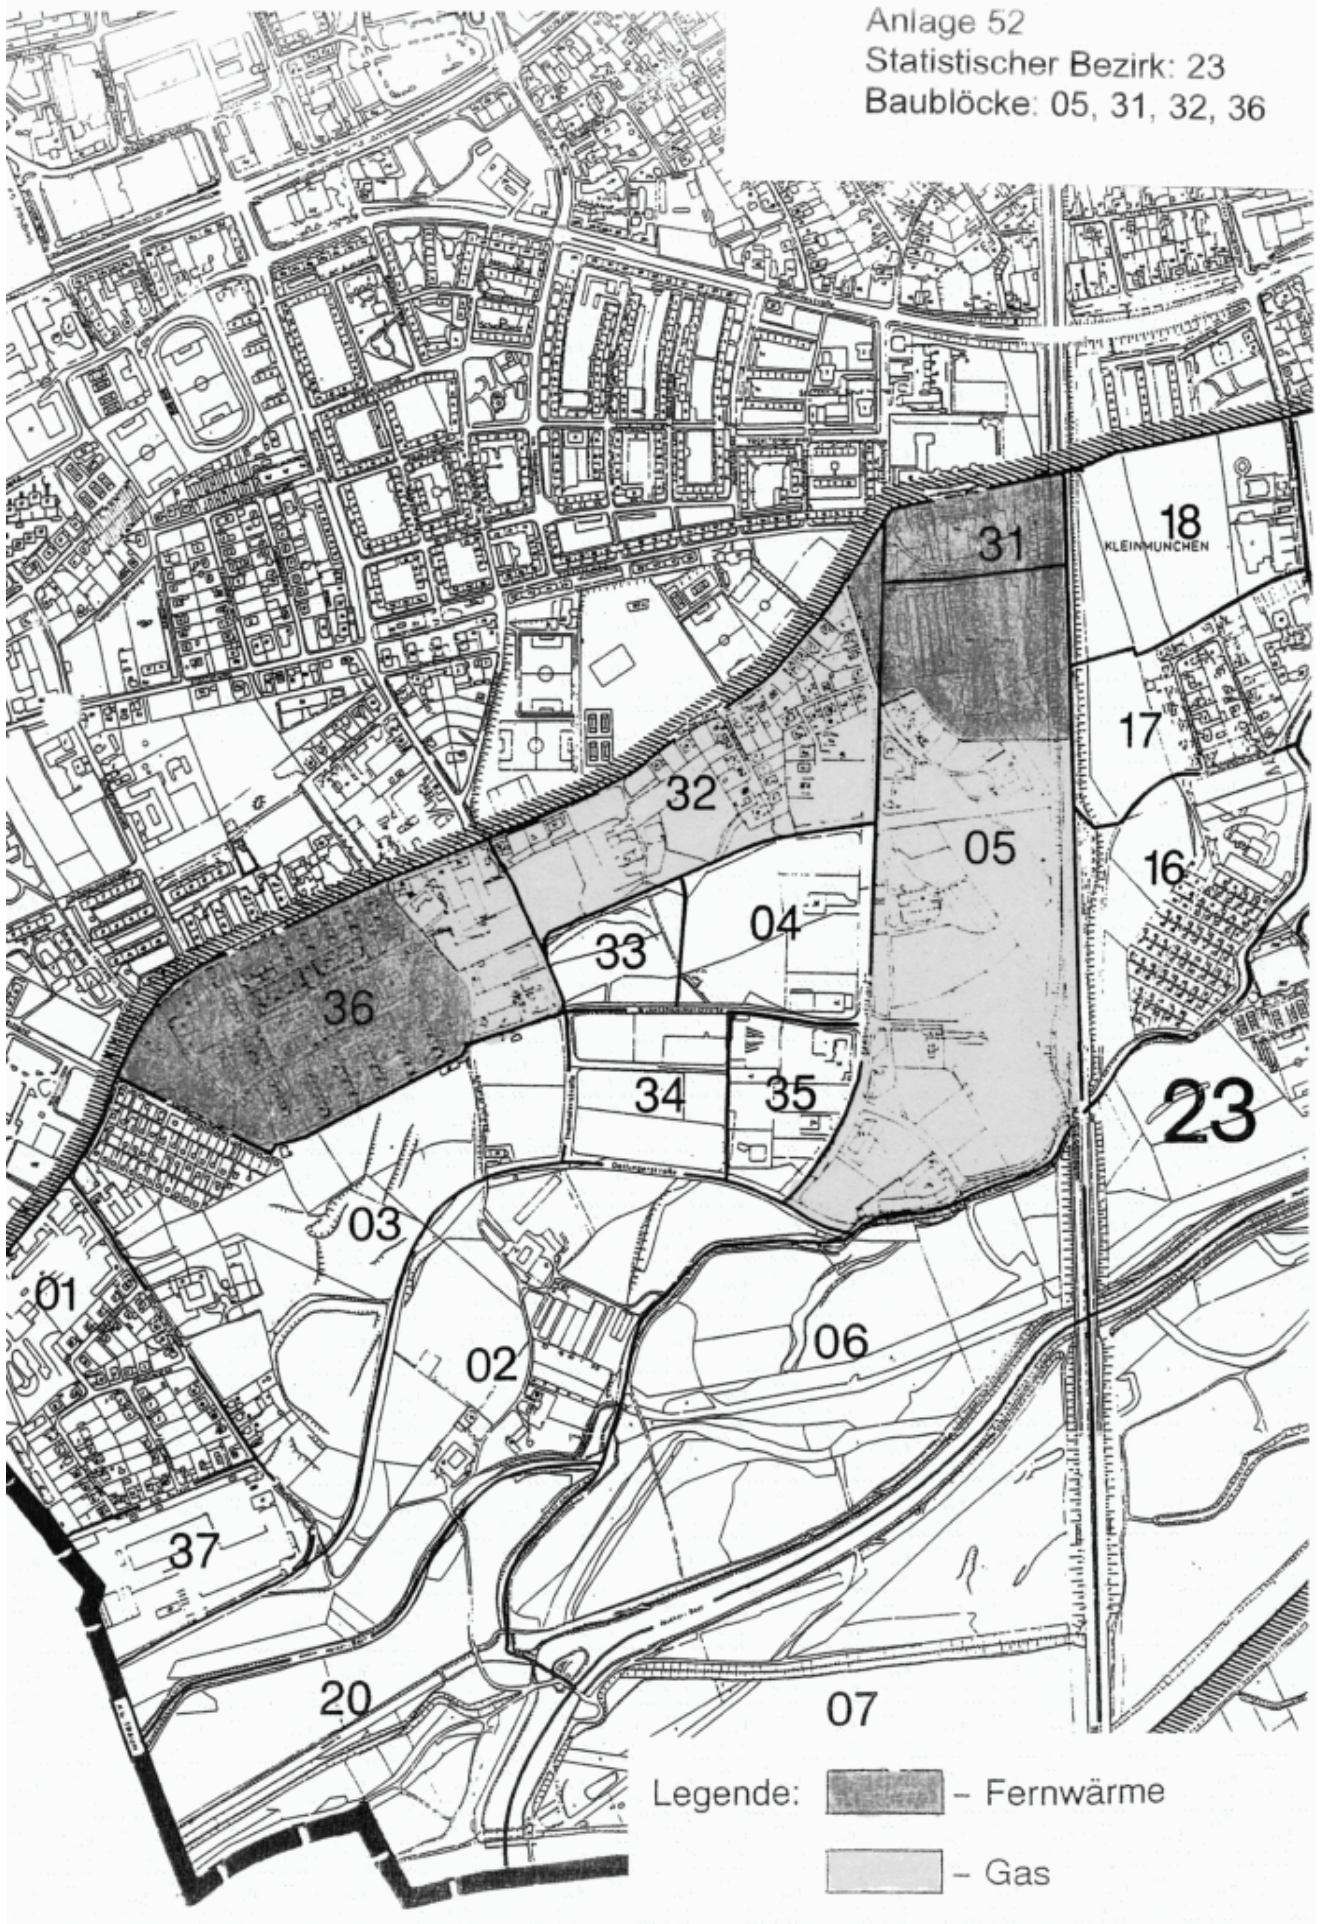 Anlage 52
Statistischer Bezirk: 23
Baublöcke: 05, 31, 32, 36
31
18
KLEINMÜNCHEN
17
32
05
16
04
33
36
34
35
23
03
01
06
02
37
20
07
Legende:
– Fernwärme
– Gas